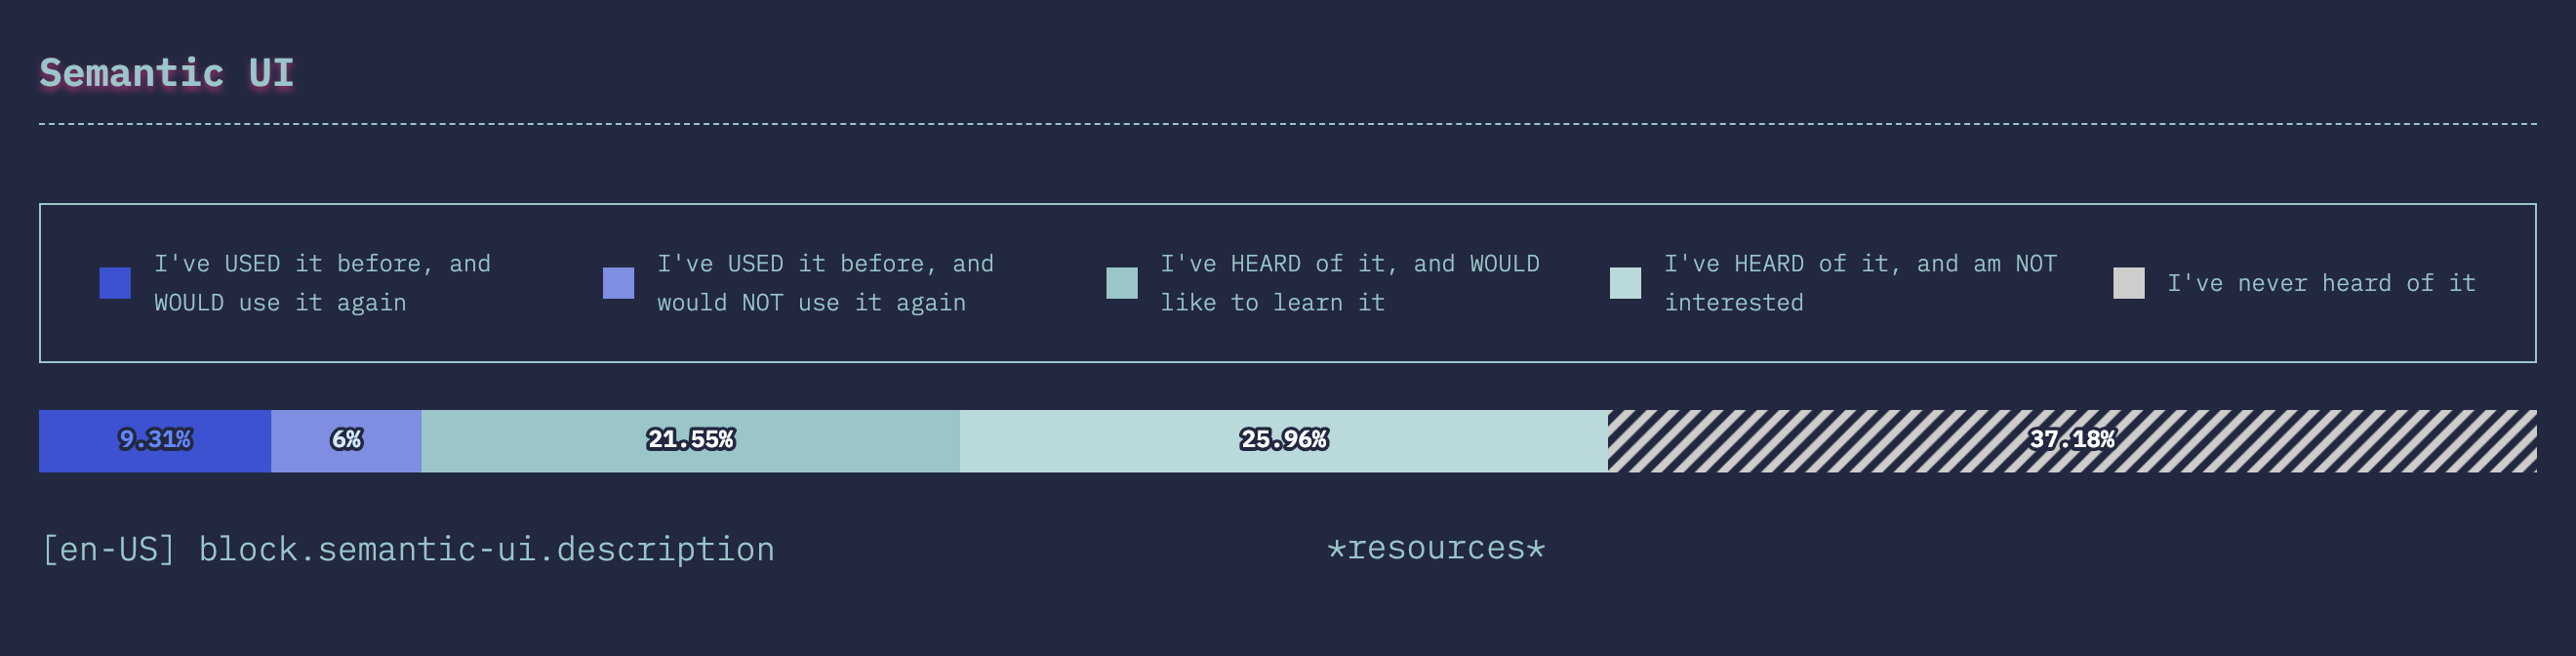 Semantic UI
I've USED it before, and
WOULD use it again
I've USED it before, and
would NOT use it again
I've HEARD of it, and WOULD
like to learn it
I've HEARD of it, and am NOT
interested
I've never heard of it
9.31%
6%
21.55%
25.96%
37.18%
[en-US] block.semantic-ui.description
*resources*